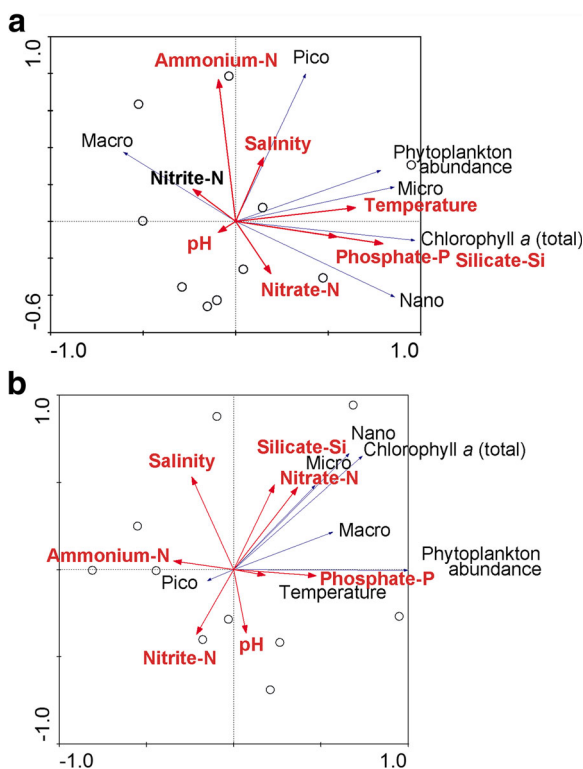 a
1.0
Ammonium-N
Pico
Macro
Salinity
Phytoplankton
abundance
Nitrite-N
Micro
Temperature
Chlorophyll a (total)
pH
Phosphate-P Silicate-Si
Nitrate-N
Nano
-0.6
-1.0 1.0
b
1.0
Nano
Silicate-Si
Chlorophyll a (total)
Salinity
Micro
Nitrate-N
Macro
Ammonium-N
Phytoplankton
abundance
Pico
Phosphate-P
Temperature
Nitrite-N
pH
-1.0
-1.0 1.0